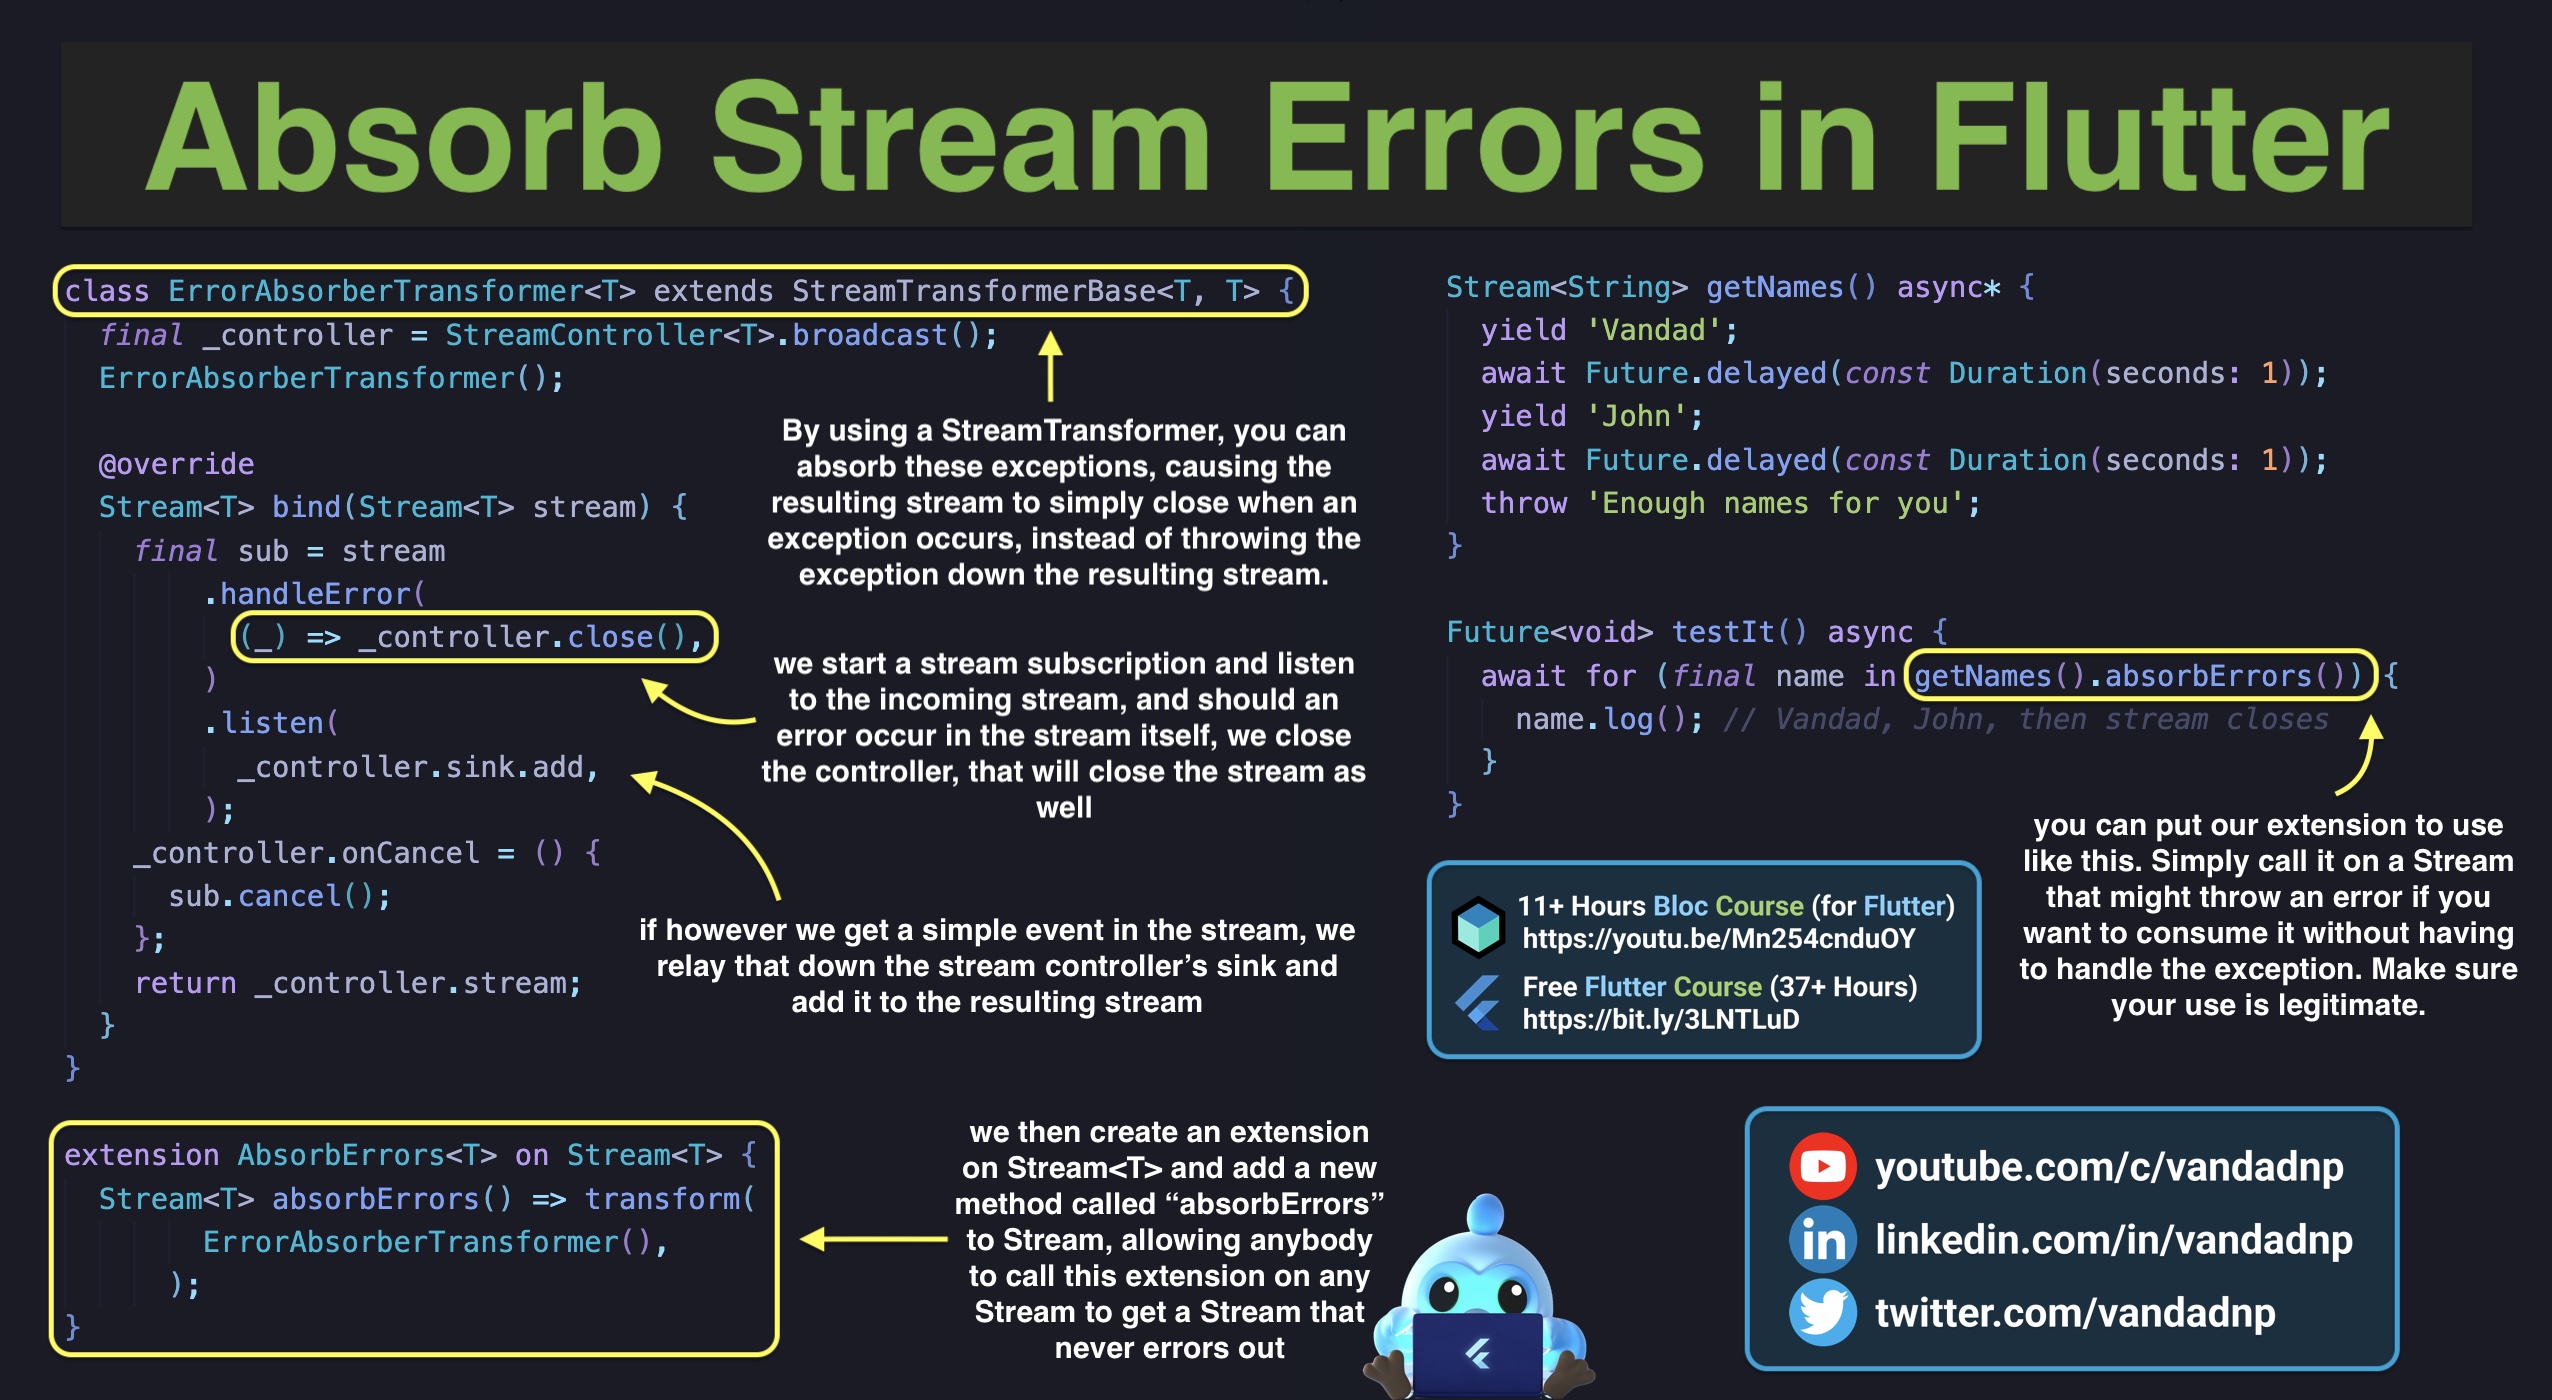 Absorb Stream Errors in Flutter
class ErrorAbsorberTransformer<T> extends StreamTransformerBase<T, T> {
final _controller = StreamController<T>.broadcast();
ErrorAbsorberTransformer();
@override
Stream<T> bind(Stream<T> stream) {
final sub = stream
.handleError(
(_) => _controller.close(),
)
.listen(
_controller.sink.add,
);
_controller.onCancel = () {
sub.cancel();
};
return _controller.stream;
}
}
By using a StreamTransformer, you can
absorb these exceptions, causing the
resulting stream to simply close when an
exception occurs, instead of throwing the
exception down the resulting stream.
we start a stream subscription and listen
to the incoming stream, and should an
error occur in the stream itself, we close
the controller, that will close the stream as
well
if however we get a simple event in the stream, we
relay that down the stream controller’s sink and
add it to the resulting stream
extension AbsorbErrors<T> on Stream<T> {
Stream<T> absorbErrors() => transform(
ErrorAbsorberTransformer(),
);
}
we then create an extension
on Stream<T> and add a new
method called “absorbErrors”
to Stream, allowing anybody
to call this extension on any
Stream to get a Stream that
never errors out
Stream<String> getNames() async* {
yield 'Vandad';
await Future.delayed(const Duration(seconds: 1));
yield 'John';
await Future.delayed(const Duration(seconds: 1));
throw 'Enough names for you';
}
Future<void> testIt() async {
await for (final name in getNames().absorbErrors()) {
name.log(); // Vandad, John, then stream closes
}
}
you can put our extension to use
like this. Simply call it on a Stream
that might throw an error if you
want to consume it without having
to handle the exception. Make sure
your use is legitimate.
11+ Hours Bloc Course (for Flutter)
https://youtu.be/Mn254cnduOY
Free Flutter Course (37+ Hours)
https://bit.ly/3LNTLuD
youtube.com/c/vandadnp
linkedin.com/in/vandadnp
twitter.com/vandadnp